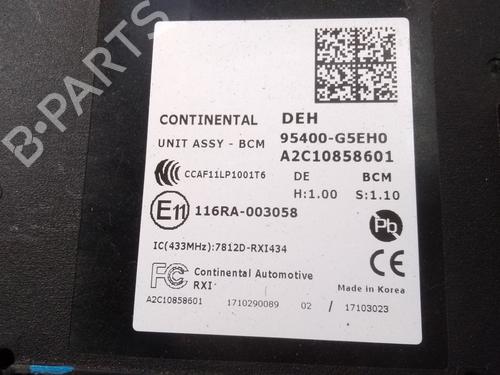 B-PARTS
CONTINENTAL DEH
UNIT ASSY - BCM 95400-G5EH0
A2C10858601
CCAF11LP1001T6 DE BCM
H:1.00 S:1.10
E11 116RA-003058 Pb
IC(433MHz):7812D-RXI434
FC Continental Automotive CE
RXI Made in Korea
A2C10858601 1710290089 02 / 17103023